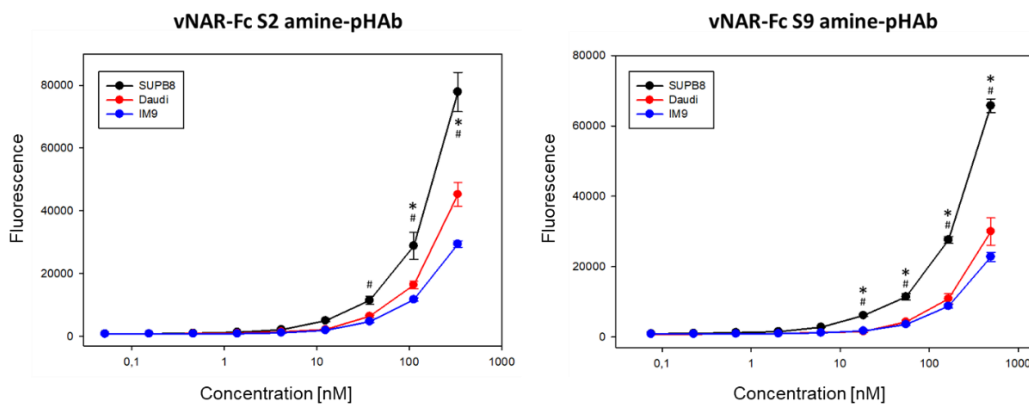 vNAR-Fc S2 amine-pHAb
80000
60000
40000
20000
0
Fluorescence
SUPB8
Daudi
IM9
#
*
#
*
#
0,1
1
10
100
1000
Concentration [nM]
vNAR-Fc S9 amine-pHAb
80000
60000
40000
20000
0
Fluorescence
SUPB8
Daudi
IM9
*
#
*
#
*
#
*
#
0,1
1
10
100
1000
Concentration [nM]